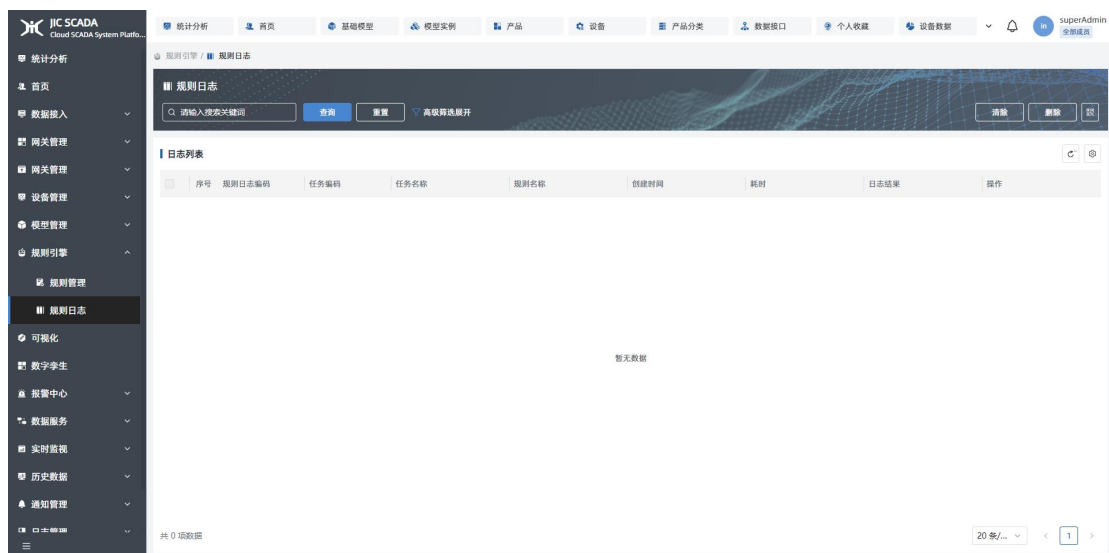 JIC SCADA
Cloud SCADA System Platfo...
统计分析
首页
基础模型
模型实例
产品
设备
产品分类
数据接口
个人收藏
设备数据
in
superAdmin
全部成员
统计分析
首页
数据接入
网关管理
网关管理
设备管理
模型管理
规则引擎
规则管理
规则日志
可视化
数字孪生
报警中心
数据服务
实时监视
历史数据
通知管理
日志管理
规则引擎 / 规则日志
规则日志
请输入搜索关键词
查询
重置
高级筛选展开
清除
删除
日志列表
序号 规则日志编码 任务编码 任务名称 规则名称 创建时间 耗时 日志结果 操作
暂无数据
共 0 项数据
20 条/...
1